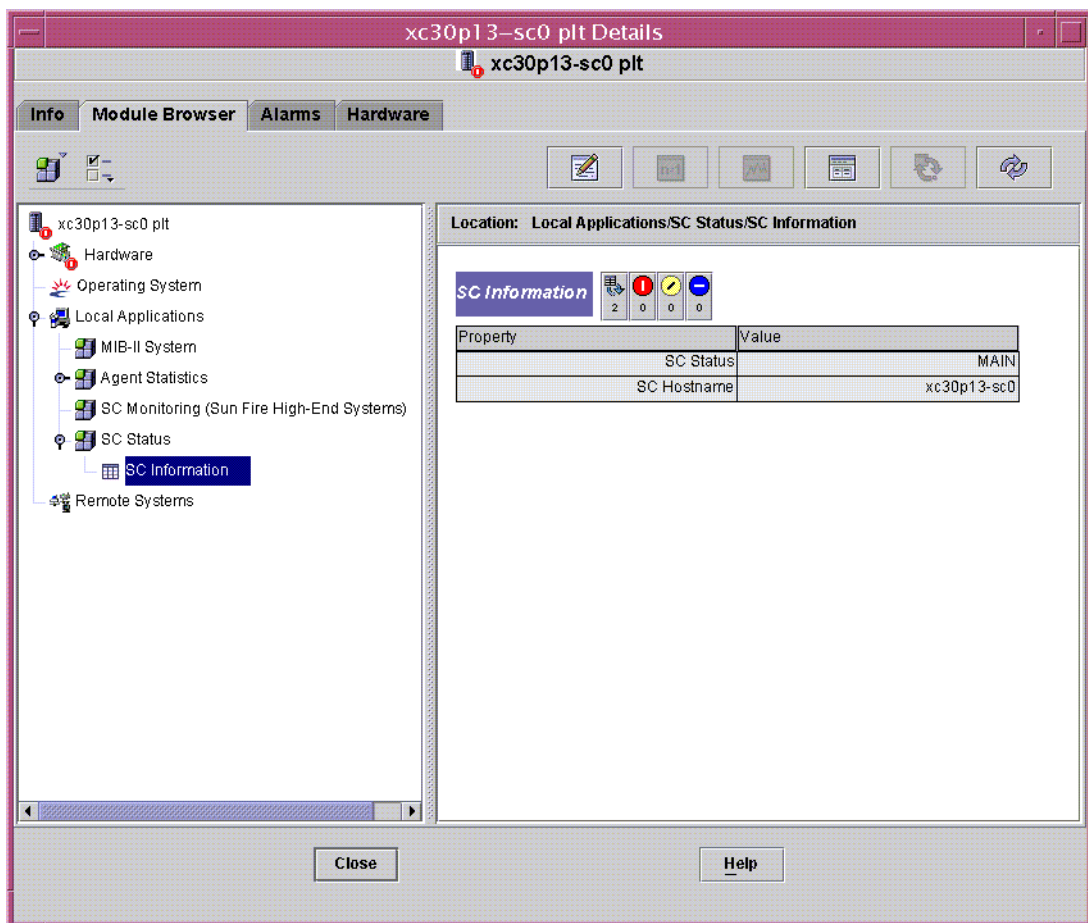 xc30p13-sc0 plt Details
xc30p13-sc0 plt
Info Module Browser Alarms Hardware
n=1
xc30p13-sc0 plt
Hardware
Operating System
Local Applications
MIB-II System
Agent Statistics
SC Monitoring (Sun Fire High-End Systems)
SC Status
SC Information
Remote Systems
Location: Local Applications/SC Status/SC Information
SC Information
2 0 0 0
Property Value
SC Status MAIN
SC Hostname xc30p13-sc0
Close Help